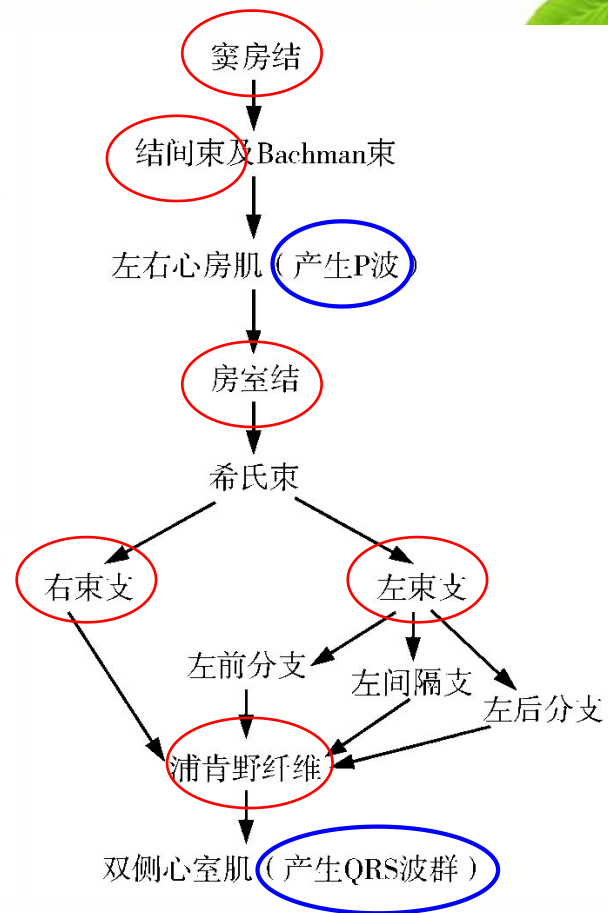 窦房结
结间束及Bachman束
左右心房肌（产生P波）
房室结
希氏束
右束支
左束支
左前分支
左间隔支
左后分支
浦肯野纤维
双侧心室肌（产生QRS波群）